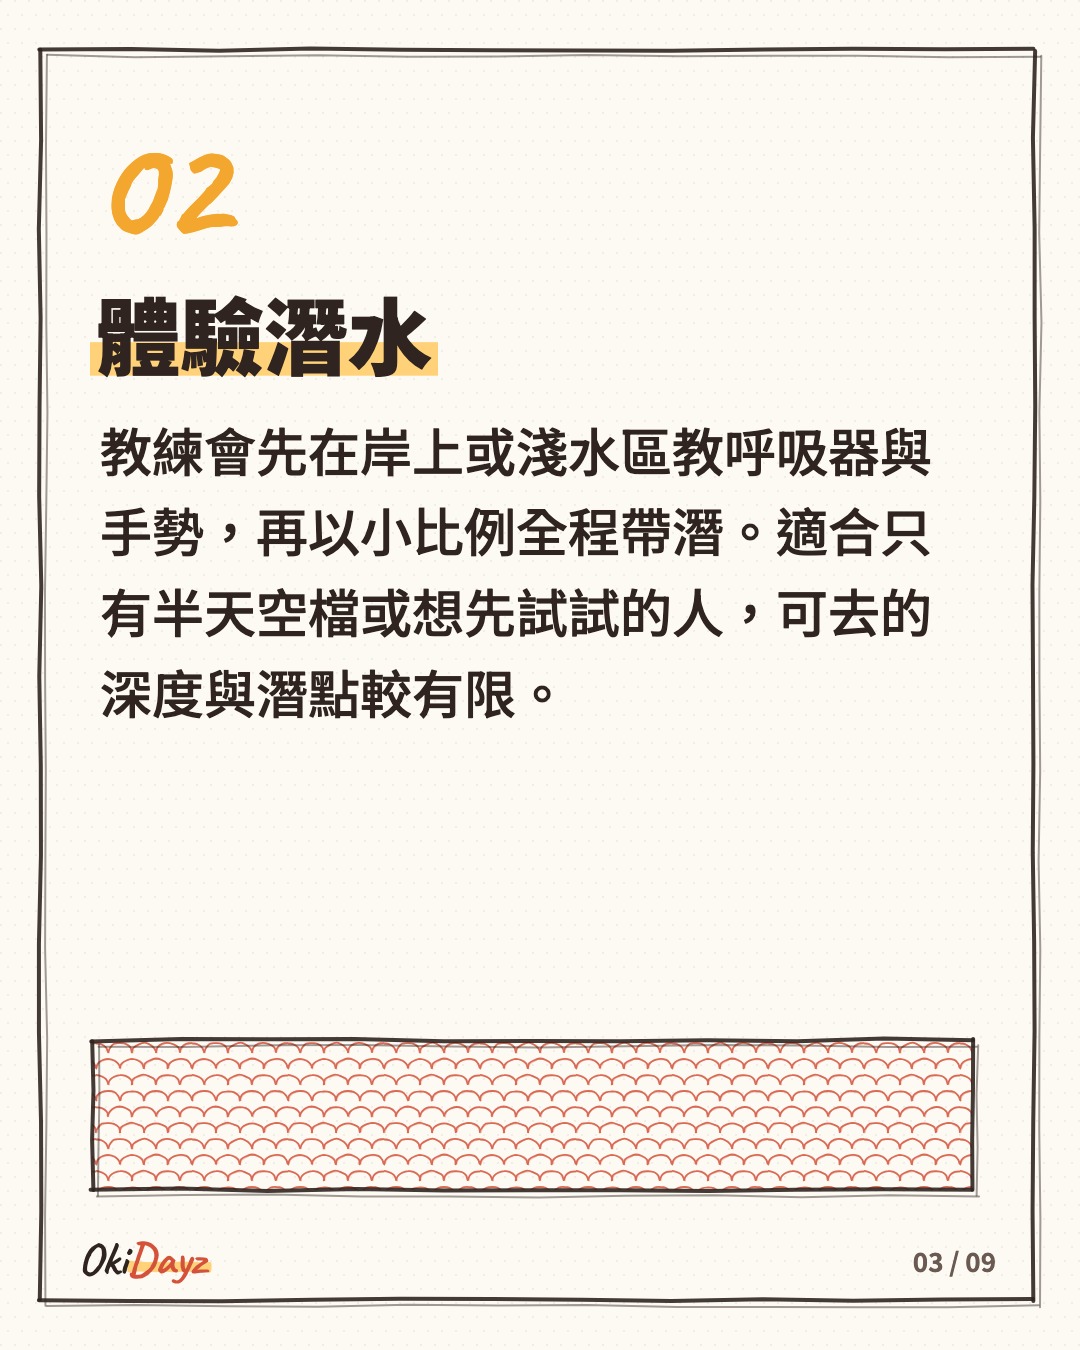 02
體驗潛水
教練會先在岸上或淺水區教呼吸器與
手勢，再以小比例全程帶潛。適合只
有半天空檔或想先試試的人，可去的
深度與潛點較有限。
OkiDayz
03 / 09